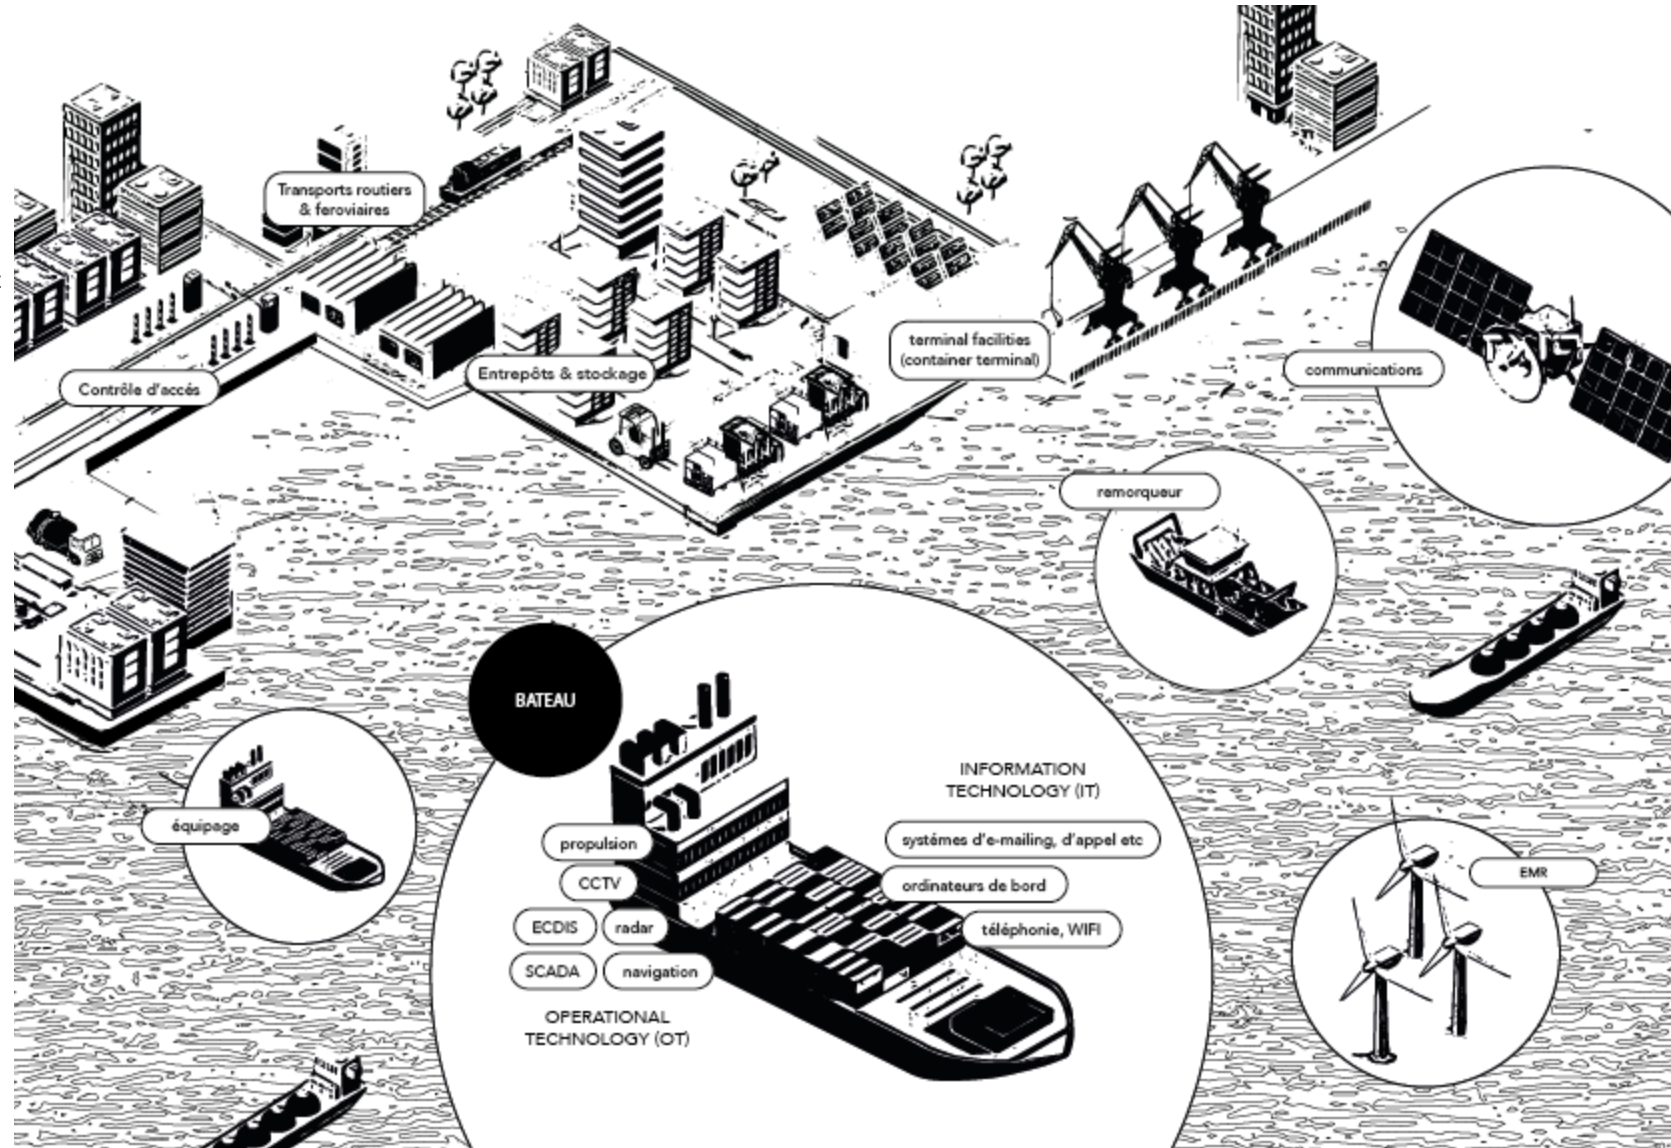 Transports routiers
& feroviaires
Contrôle d'accés
Entrepôts & stockage
terminal facilities
(container terminal)
communications
remorqueur
BATEAU
équipage
INFORMATION
TECHNOLOGY (IT)
propulsion
systémes d'e-mailing, d'appel etc
CCTV
ordinateurs de bord
ECDIS
radar
téléphonie, WIFI
SCADA
navigation
OPERATIONAL
TECHNOLOGY (OT)
EMR